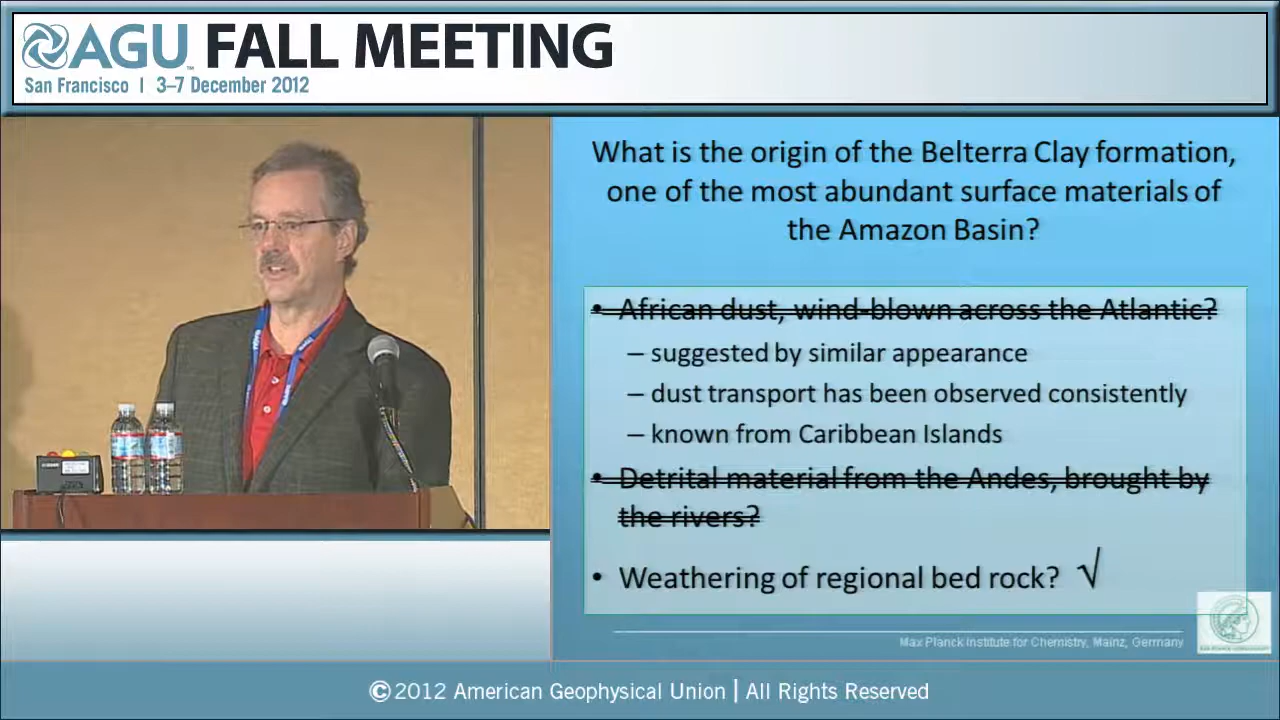 AGU FALL MEETING
San Francisco | 3–7 December 2012
What is the origin of the Belterra Clay formation,
one of the most abundant surface materials of
the Amazon Basin?
• African dust, wind-blown across the Atlantic?
– suggested by similar appearance
– dust transport has been observed consistently
– known from Caribbean Islands
• Detrital material from the Andes, brought by
the rivers?
• Weathering of regional bed rock? √
Max Planck Institute for Chemistry, Mainz, Germany
©2012 American Geophysical Union | All Rights Reserved